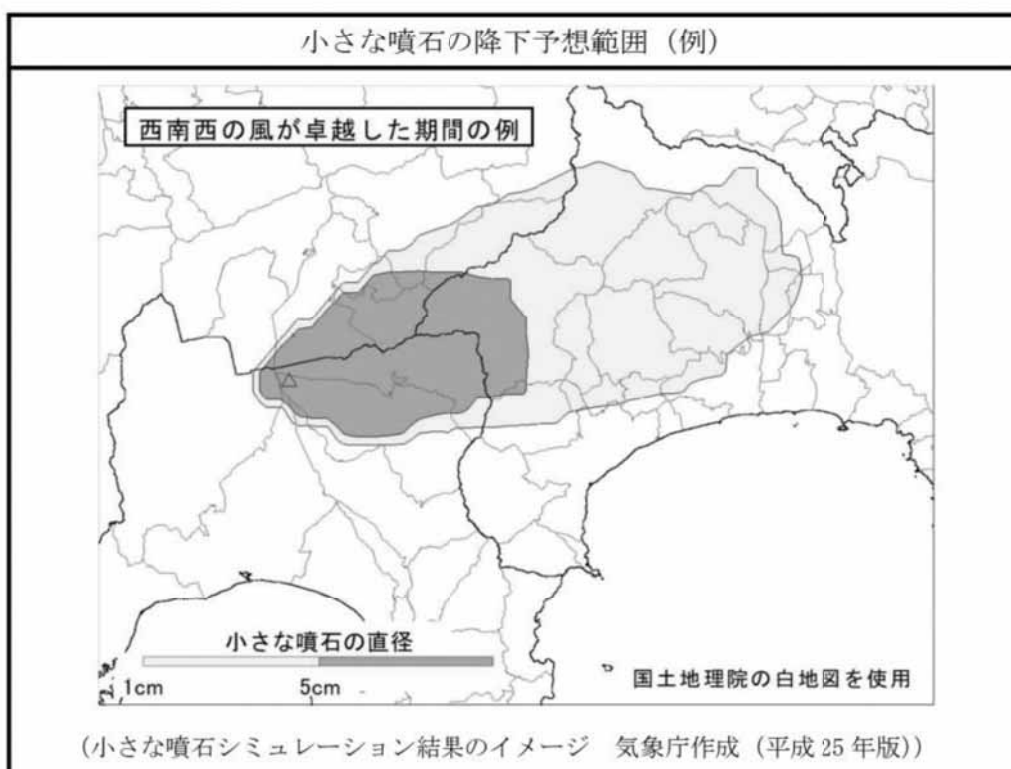 小さな噴石の降下予想範囲（例）
西南西の風が卓越した期間の例
小さな噴石の直径
1cm 5cm
国土地理院の白地図を使用
（小さな噴石シミュレーション結果のイメージ　気象庁作成（平成 25 年版））